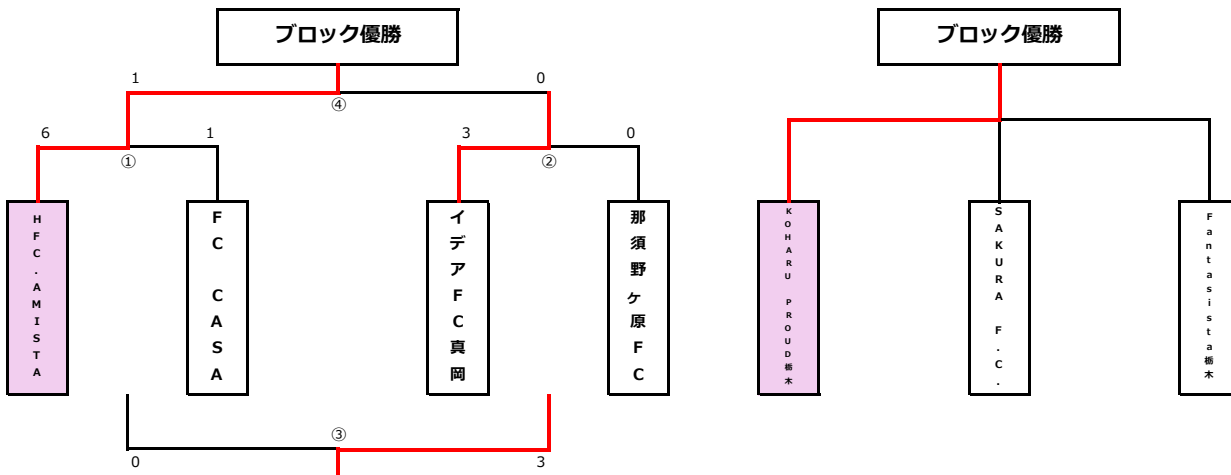 ブロック優勝
ブロック優勝
1
0
④
6
1
3
0
①
②
HFC.AMISTA
FC CASA
イデアFC真岡
那須野ヶ原FC
KOHARU PROUD栃木
SAKURA F.C.
Fantasista栃木
③
0
3